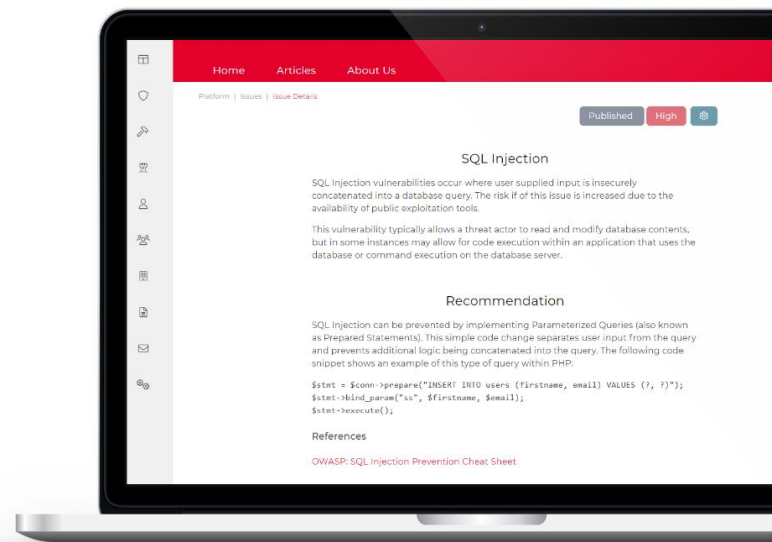 Home Articles About Us
Platform | Issues | Issue Details
Published High
SQL Injection
SQL Injection vulnerabilities occur where user supplied input is insecurely
concatenated into a database query. The risk if of this issue is increased due to the
availability of public exploitation tools.
This vulnerability typically allows a threat actor to read and modify database contents,
but in some instances may allow for code execution within an application that uses the
database or command execution on the database server.
Recommendation
SQL Injection can be prevented by implementing Parameterized Queries (also known
as Prepared Statements). This simple code change separates user input from the query
and prevents additional logic being concatenated into the query. The following code
snippet shows an example of this type of query within PHP:
$stmt = $conn->prepare("INSERT INTO users (firstname, email) VALUES (?, ?)");
$stmt->bind_param("ss", $firstname, $email);
$stmt->execute();
References
OWASP: SQL Injection Prevention Cheat Sheet